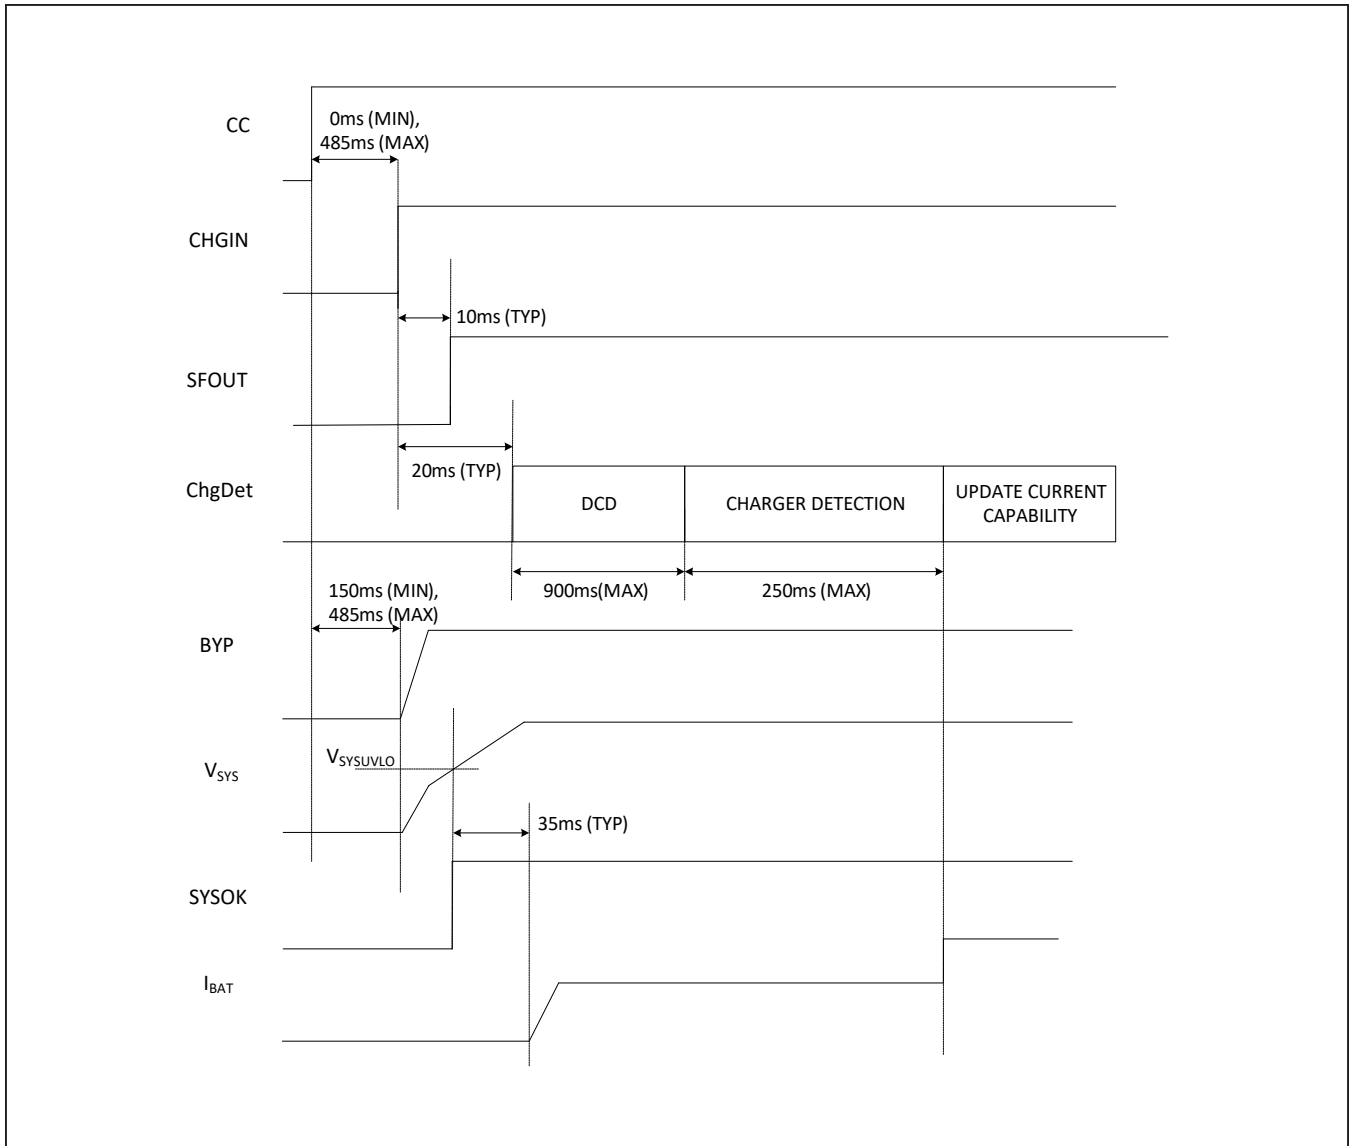 CC
0ms (MIN),
485ms (MAX)
CHGIN
10ms (TYP)
SFOUT
20ms (TYP)
ChgDet
DCD
CHARGER DETECTION
UPDATE CURRENT
CAPABILITY
900ms(MAX)
250ms (MAX)
150ms (MIN),
485ms (MAX)
BYP
VSYSUVLO
VSYS
35ms (TYP)
SYSOK
IBAT